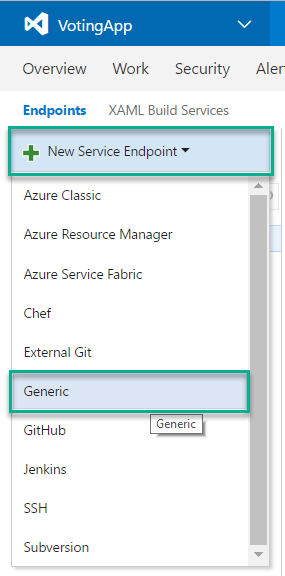 VotingApp
Overview Work Security Aler
Endpoints XAML Build Services
New Service Endpoint
Azure Classic
Azure Resource Manager
Azure Service Fabric
Chef
External Git
Generic
Generic
GitHub
Jenkins
SSH
Subversion